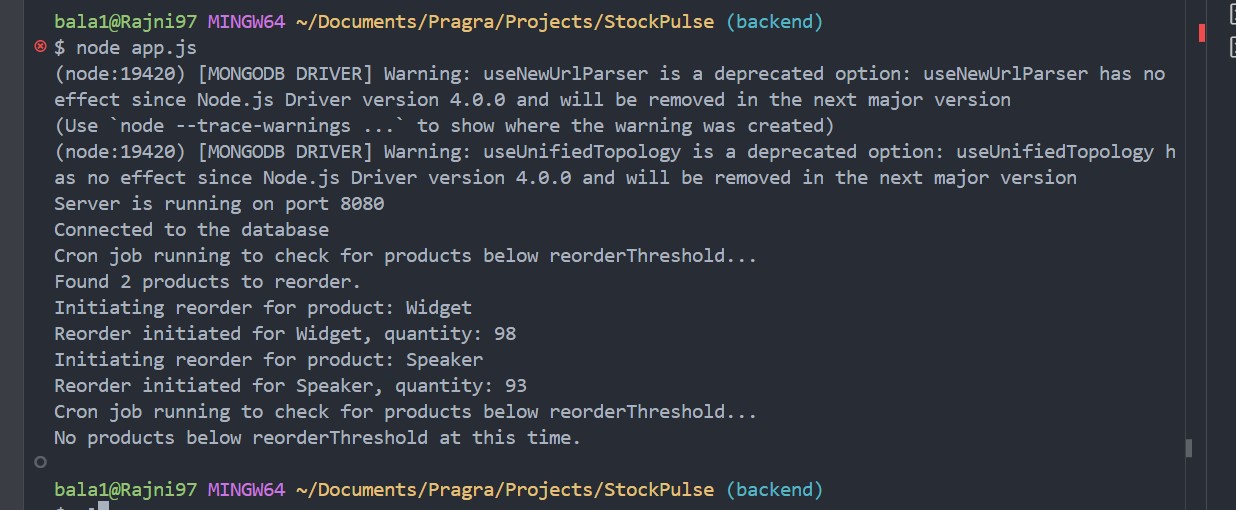 bala1@Rajni97 MINGW64 ~/Documents/Pragra/Projects/StockPulse (backend)
$ node app.js
(node:19420) [MONGODB DRIVER] Warning: useNewUrlParser is a deprecated option: useNewUrlParser has no
effect since Node.js Driver version 4.0.0 and will be removed in the next major version
(Use `node --trace-warnings ...` to show where the warning was created)
(node:19420) [MONGODB DRIVER] Warning: useUnifiedTopology is a deprecated option: useUnifiedTopology h
as no effect since Node.js Driver version 4.0.0 and will be removed in the next major version
Server is running on port 8080
Connected to the database
Cron job running to check for products below reorderThreshold...
Found 2 products to reorder.
Initiating reorder for product: Widget
Reorder initiated for Widget, quantity: 98
Initiating reorder for product: Speaker
Reorder initiated for Speaker, quantity: 93
Cron job running to check for products below reorderThreshold...
No products below reorderThreshold at this time.
bala1@Rajni97 MINGW64 ~/Documents/Pragra/Projects/StockPulse (backend)